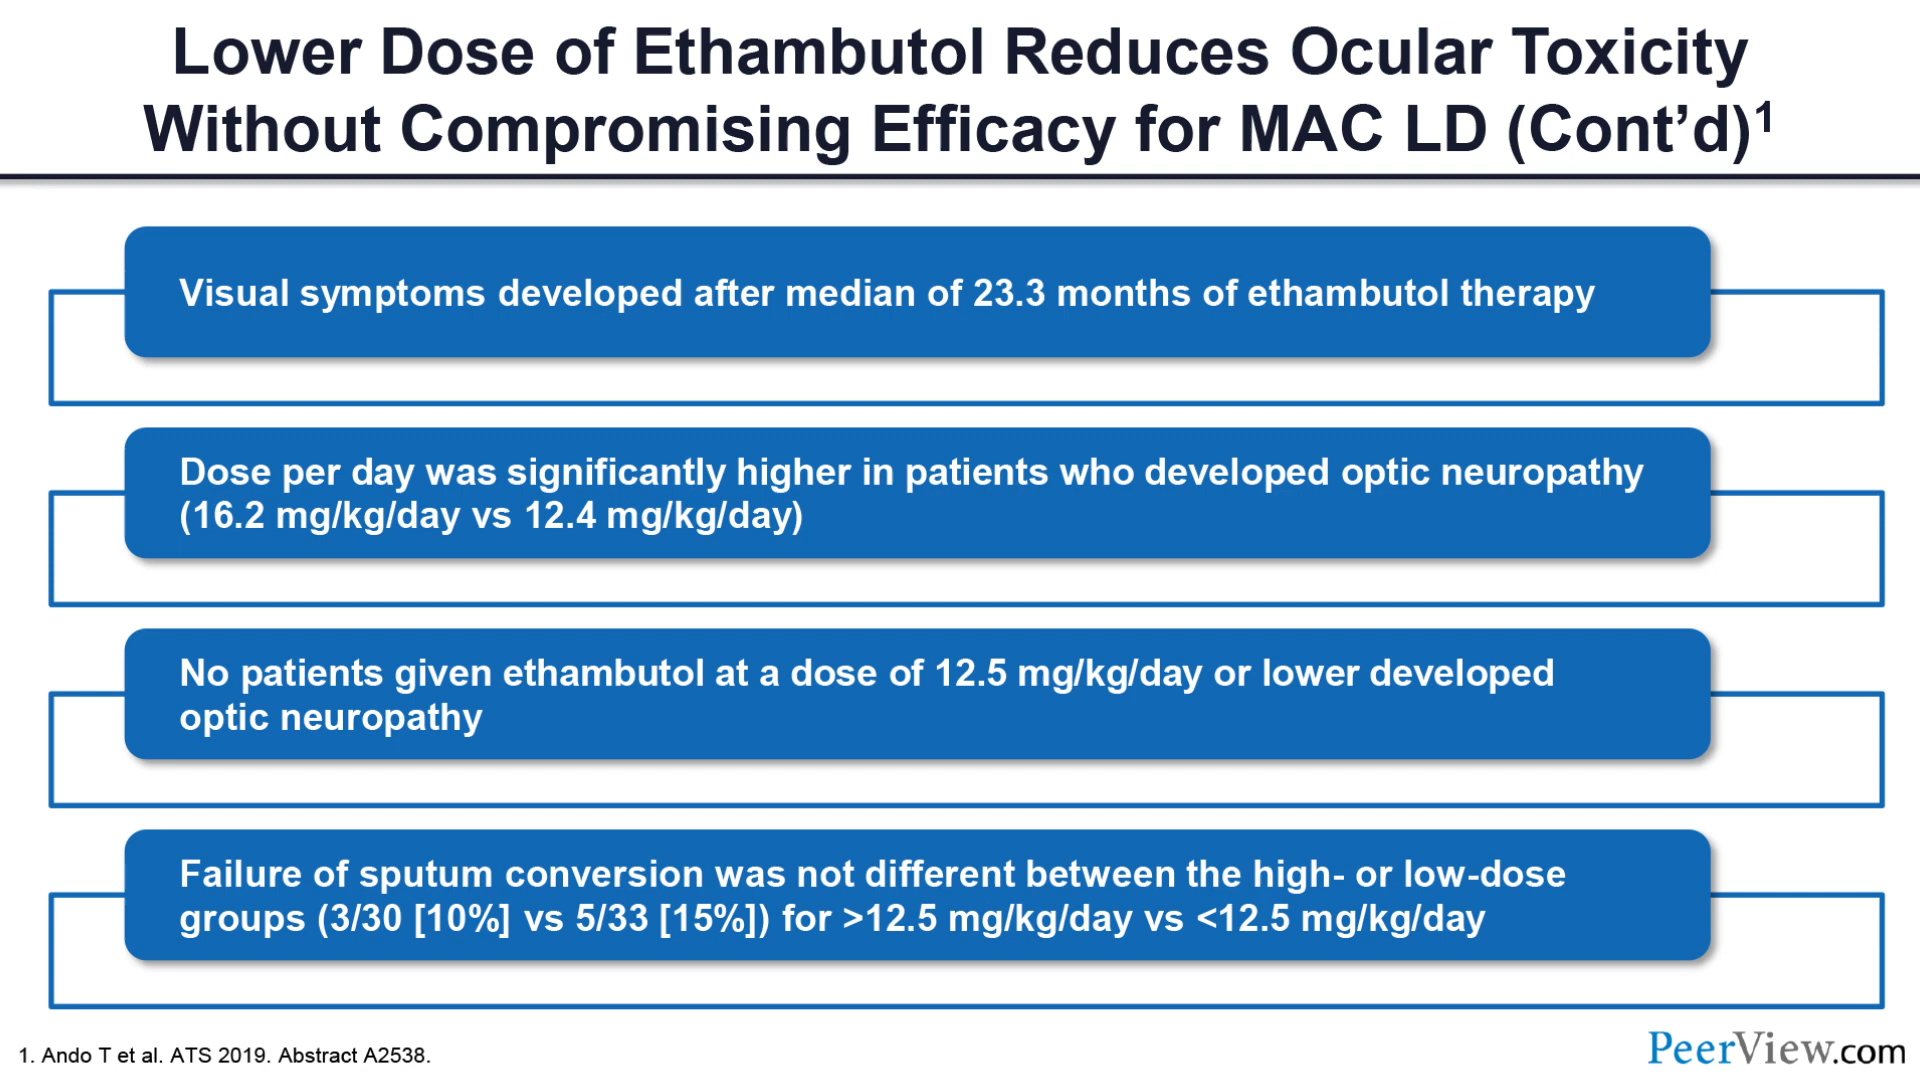 Lower Dose of Ethambutol Reduces Ocular Toxicity
Without Compromising Efficacy for MAC LD (Cont’d)¹
Visual symptoms developed after median of 23.3 months of ethambutol therapy
Dose per day was significantly higher in patients who developed optic neuropathy
(16.2 mg/kg/day vs 12.4 mg/kg/day)
No patients given ethambutol at a dose of 12.5 mg/kg/day or lower developed
optic neuropathy
Failure of sputum conversion was not different between the high- or low-dose
groups (3/30 [10%] vs 5/33 [15%]) for >12.5 mg/kg/day vs <12.5 mg/kg/day
1. Ando T et al. ATS 2019. Abstract A2538.
PeerView.com